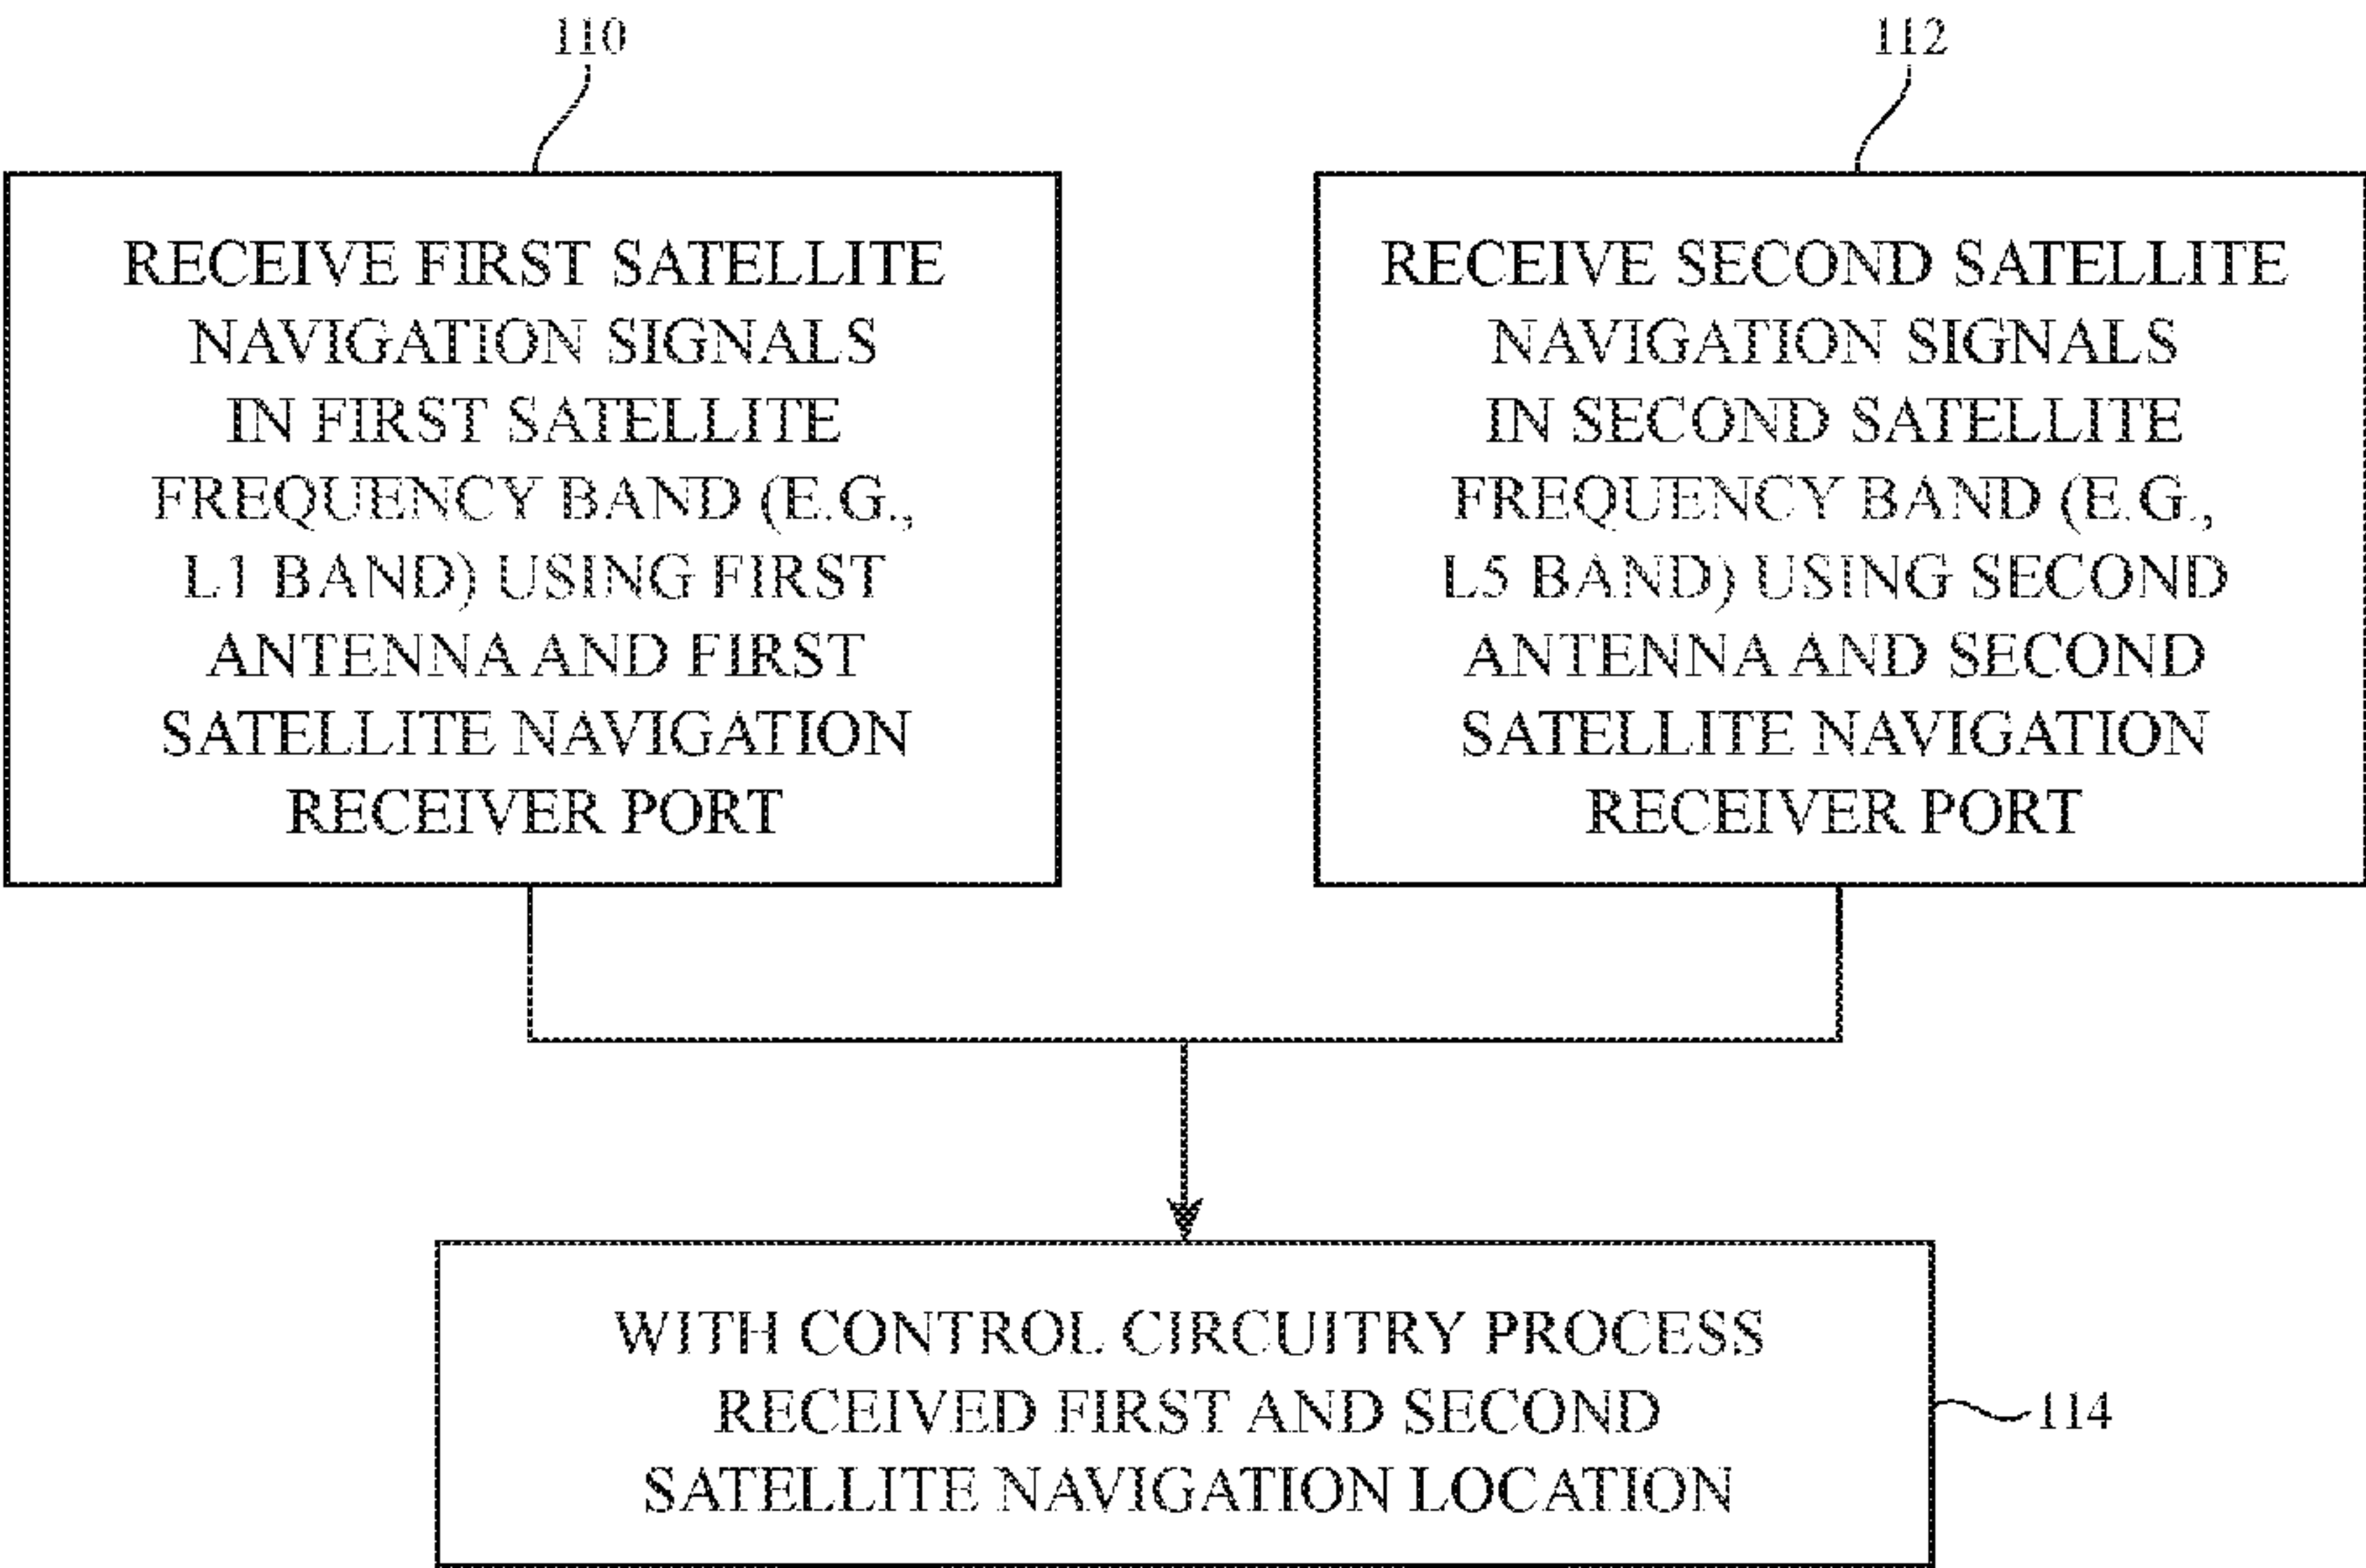 110
RECEIVE FIRST SATELLITE
NAVIGATION SIGNALS
IN FIRST SATELLITE
FREQUENCY BAND (E.G.,
L1 BAND) USING FIRST
ANTENNA AND FIRST
SATELLITE NAVIGATION
RECEIVER PORT
112
RECEIVE SECOND SATELLITE
NAVIGATION SIGNALS
IN SECOND SATELLITE
FREQUENCY BAND (E.G.,
L5 BAND) USING SECOND
ANTENNA AND SECOND
SATELLITE NAVIGATION
RECEIVER PORT
WITH CONTROL CIRCUITRY PROCESS
RECEIVED FIRST AND SECOND
SATELLITE NAVIGATION LOCATION
114